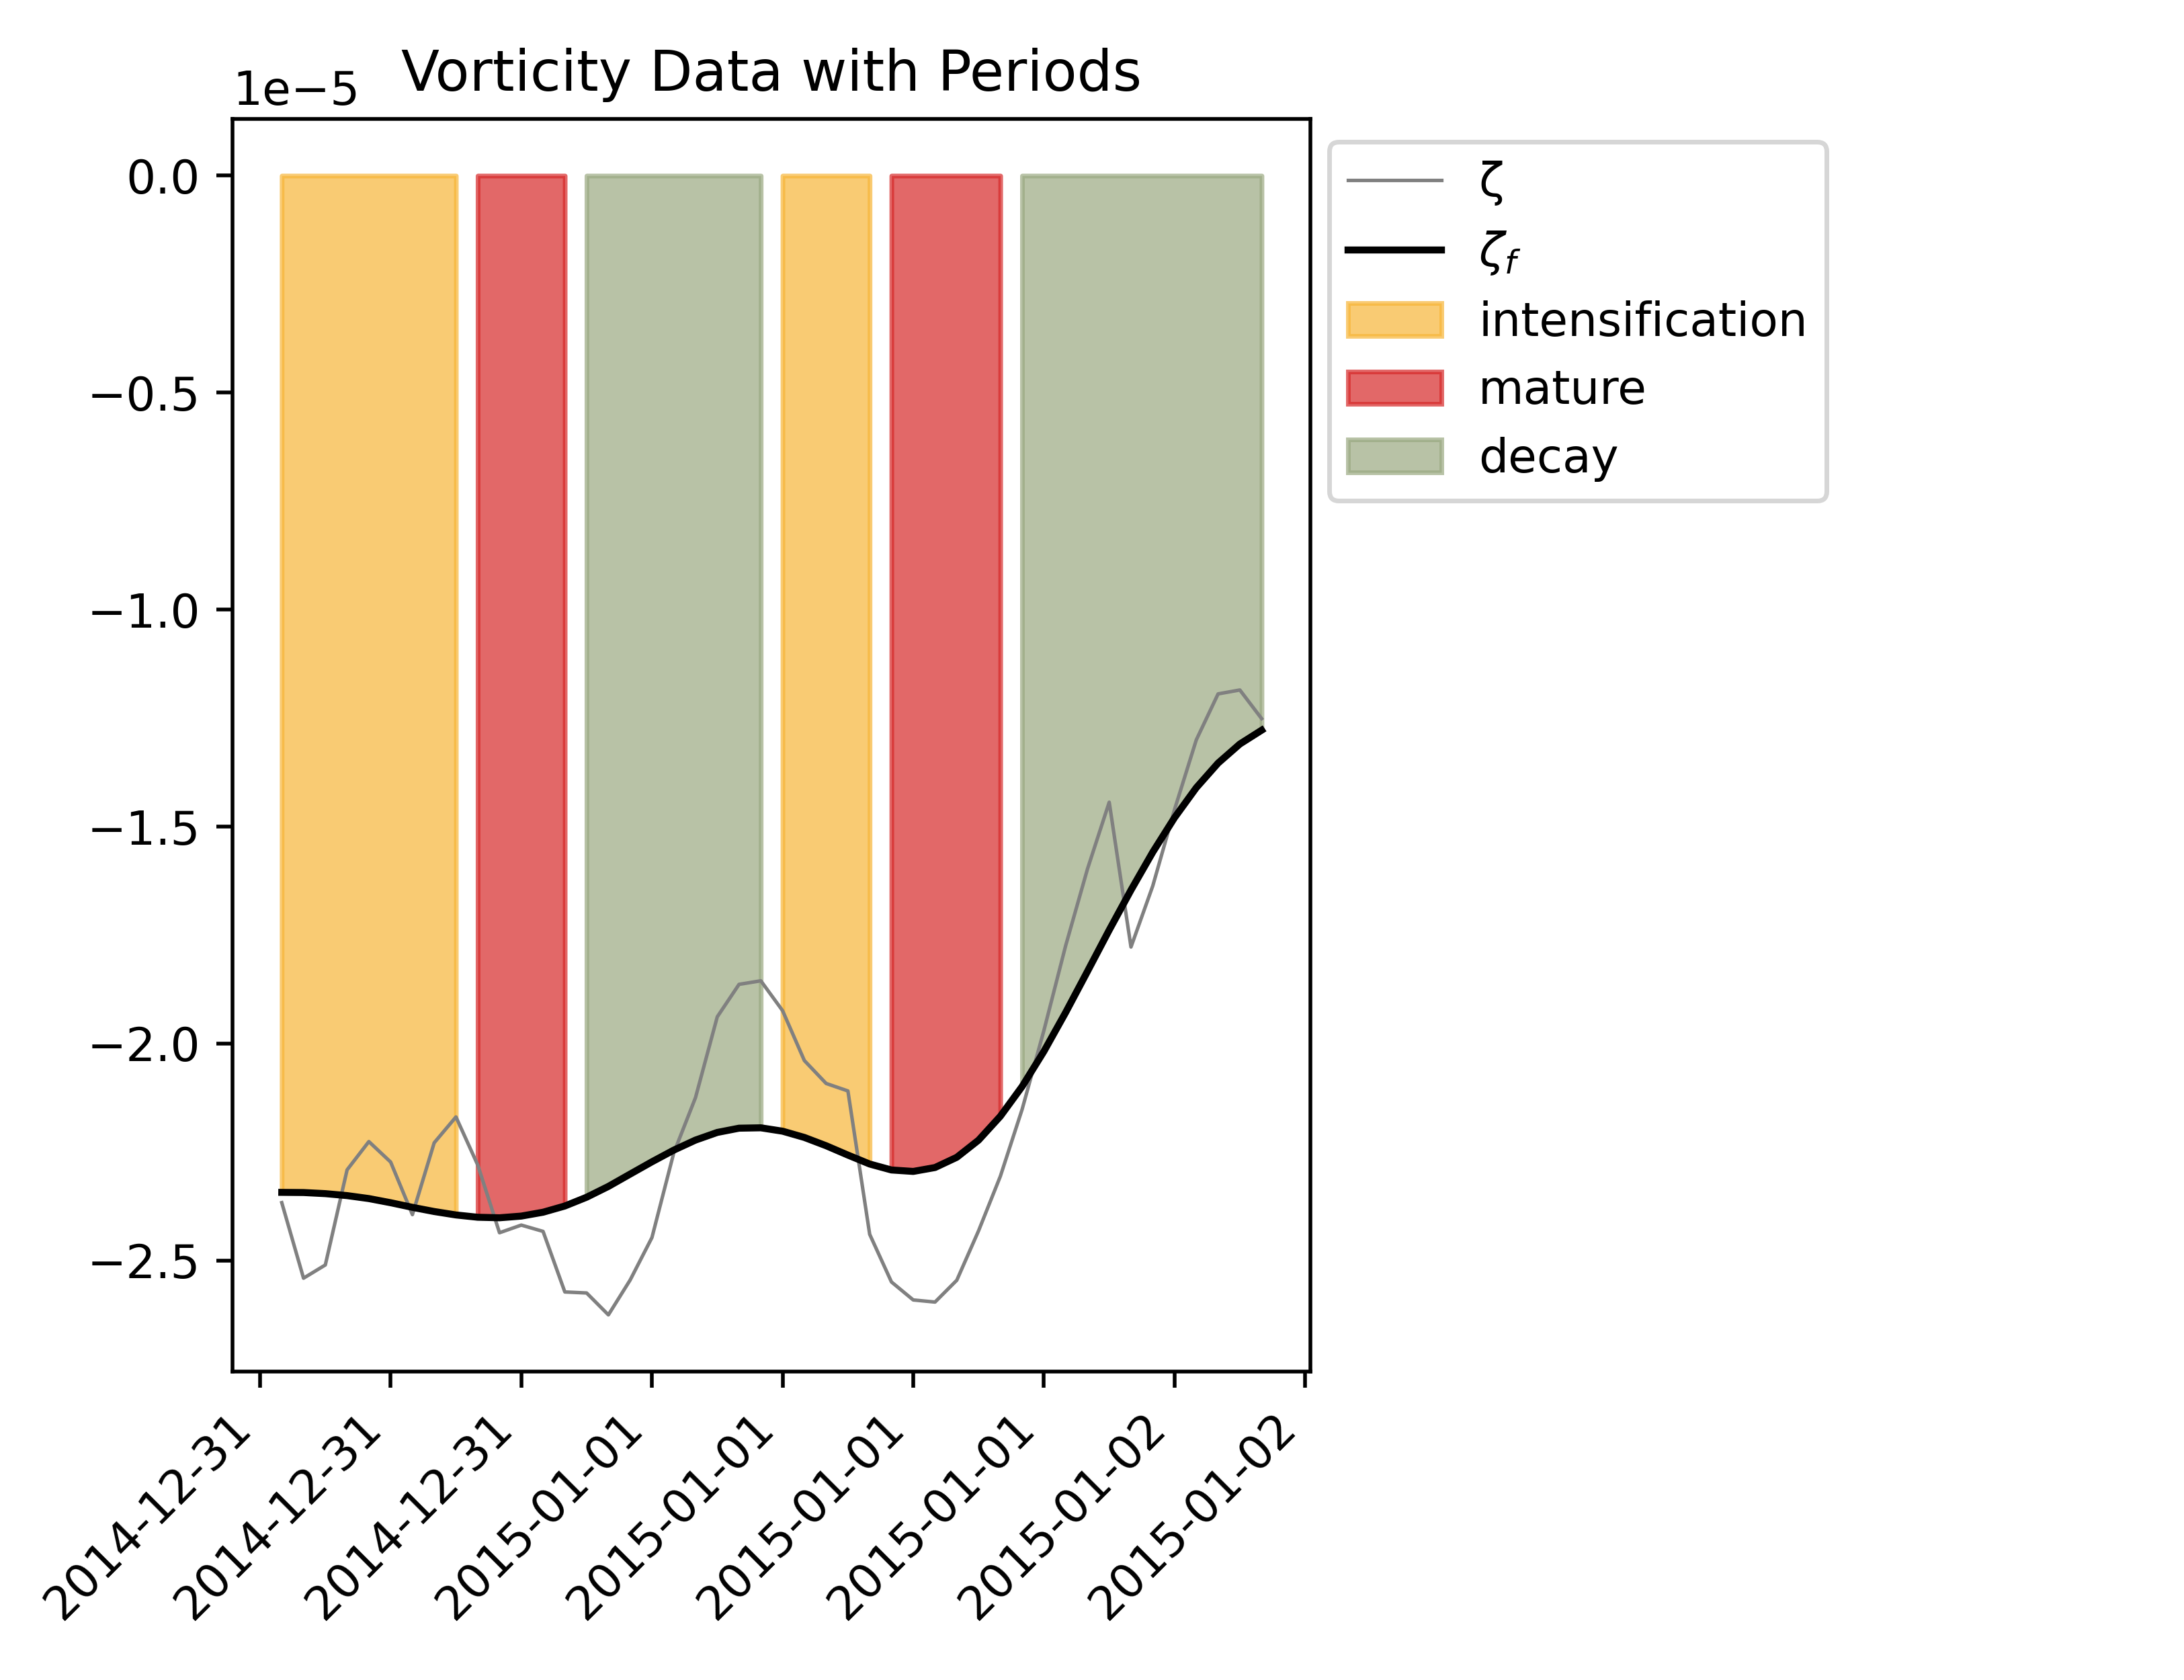 Vorticity Data with Periods
1e−5
0.0
−0.5
−1.0
−1.5
−2.0
−2.5
2014-12-31
2014-12-31
2014-12-31
2015-01-01
2015-01-01
2015-01-01
2015-01-01
2015-01-02
2015-01-02
ζ
ζf
intensification
mature
decay